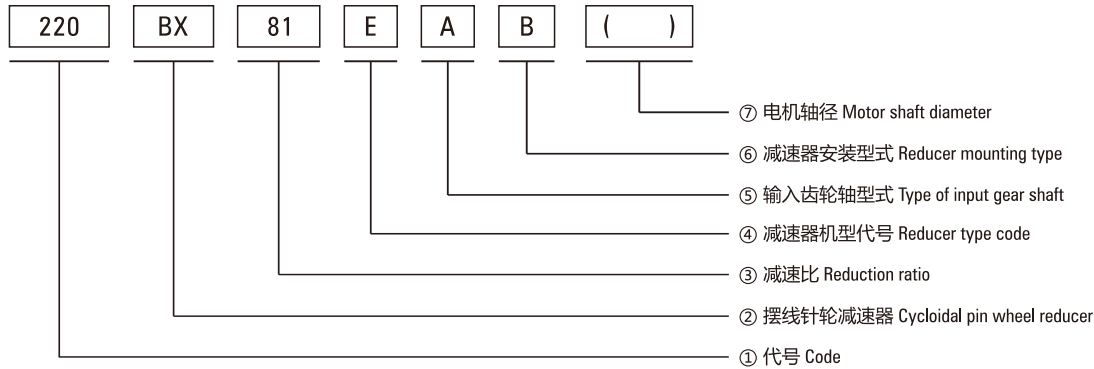 220 BX 81 E A B ( )
⑦ 电机轴径 Motor shaft diameter
⑥ 减速器安装型式 Reducer mounting type
⑤ 输入齿轮轴型式 Type of input gear shaft
④ 减速器机型代号 Reducer type code
③ 减速比 Reduction ratio
② 摆线针轮减速器 Cycloidal pin wheel reducer
① 代号 Code